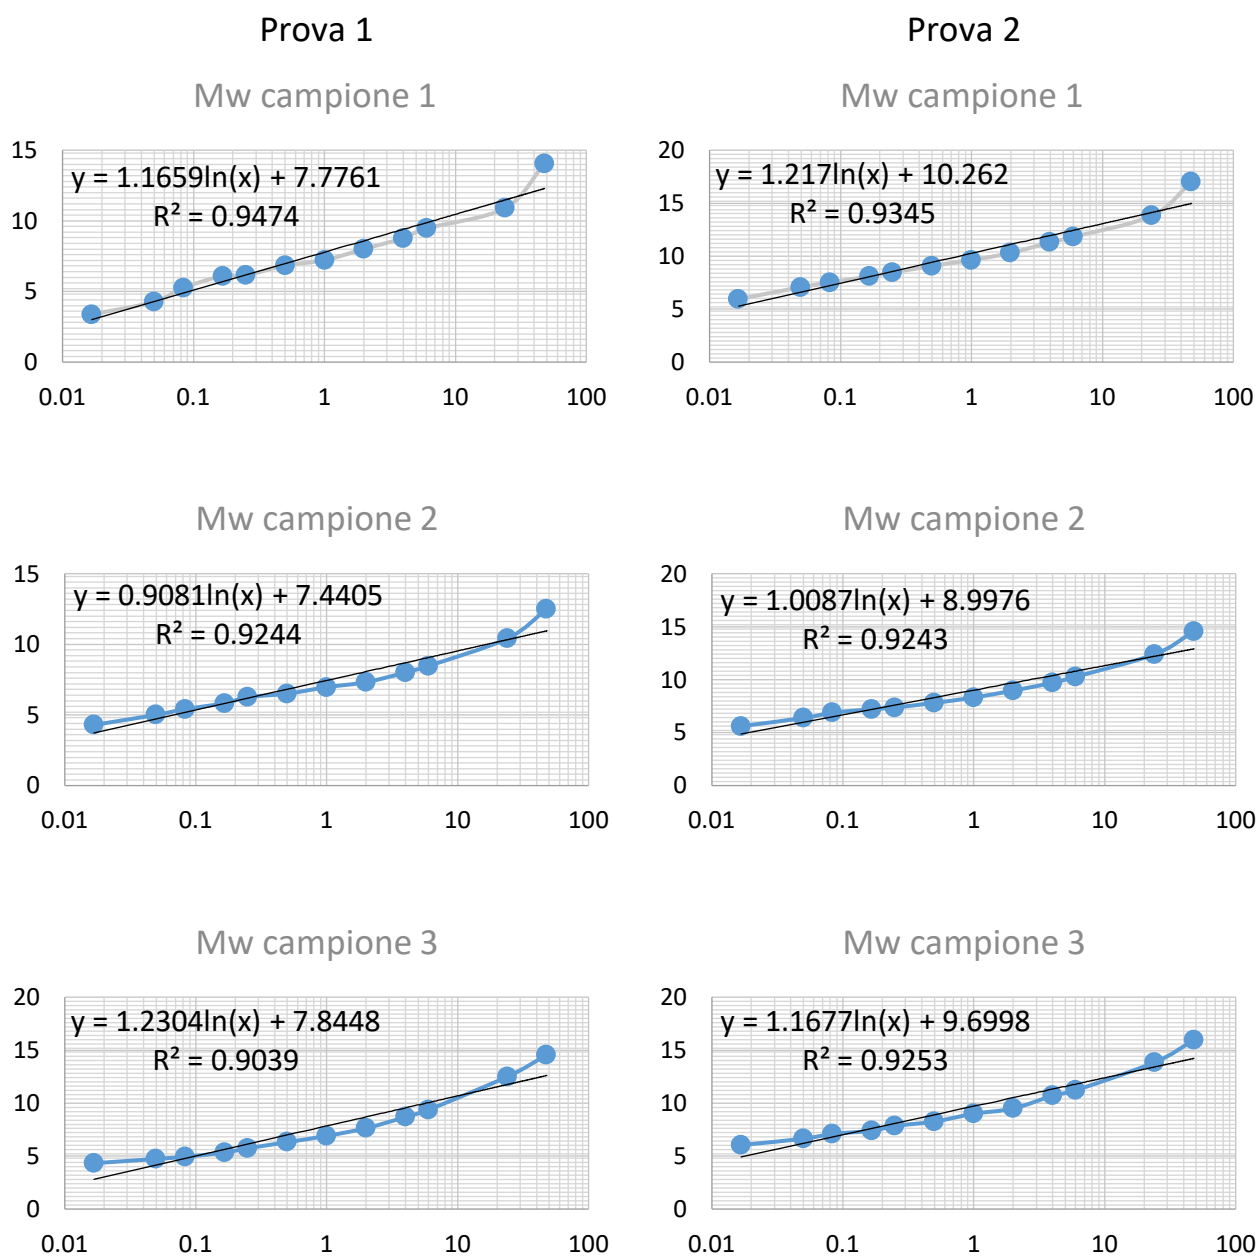 Prova 1
Prova 2
Mw campione 1
15
10
5
0
y = 1.1659ln(x) + 7.7761
R² = 0.9474
0.01 0.1 1 10 100
Mw campione 1
20
15
10
5
0
y = 1.217ln(x) + 10.262
R² = 0.9345
0.01 0.1 1 10 100
Mw campione 2
15
10
5
0
y = 0.9081ln(x) + 7.4405
R² = 0.9244
0.01 0.1 1 10 100
Mw campione 2
20
15
10
5
0
y = 1.0087ln(x) + 8.9976
R² = 0.9243
0.01 0.1 1 10 100
Mw campione 3
20
15
10
5
0
y = 1.2304ln(x) + 7.8448
R² = 0.9039
0.01 0.1 1 10 100
Mw campione 3
20
15
10
5
0
y = 1.1677ln(x) + 9.6998
R² = 0.9253
0.01 0.1 1 10 100